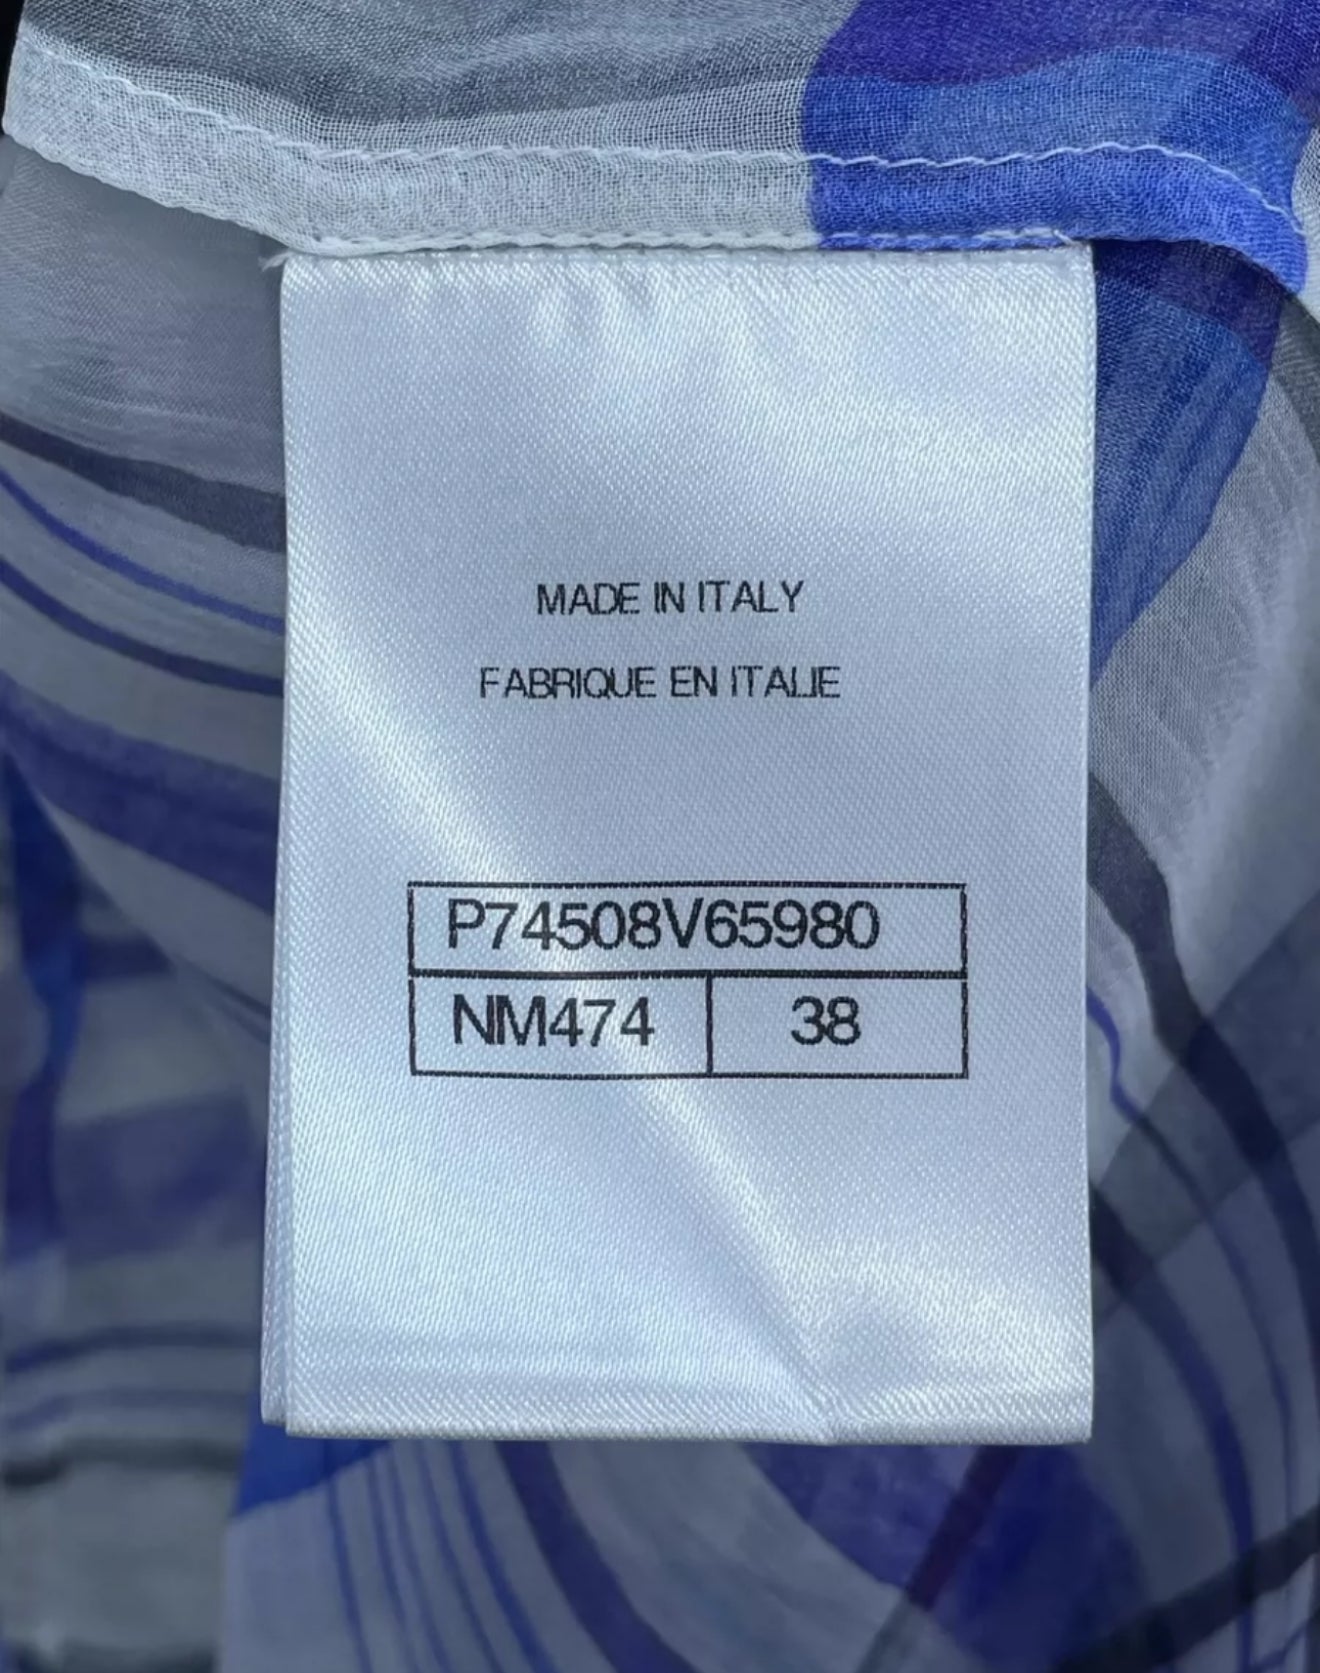 MADE IN ITALY
FABRIQUE EN ITALIE
P74508V65980
NM474 38